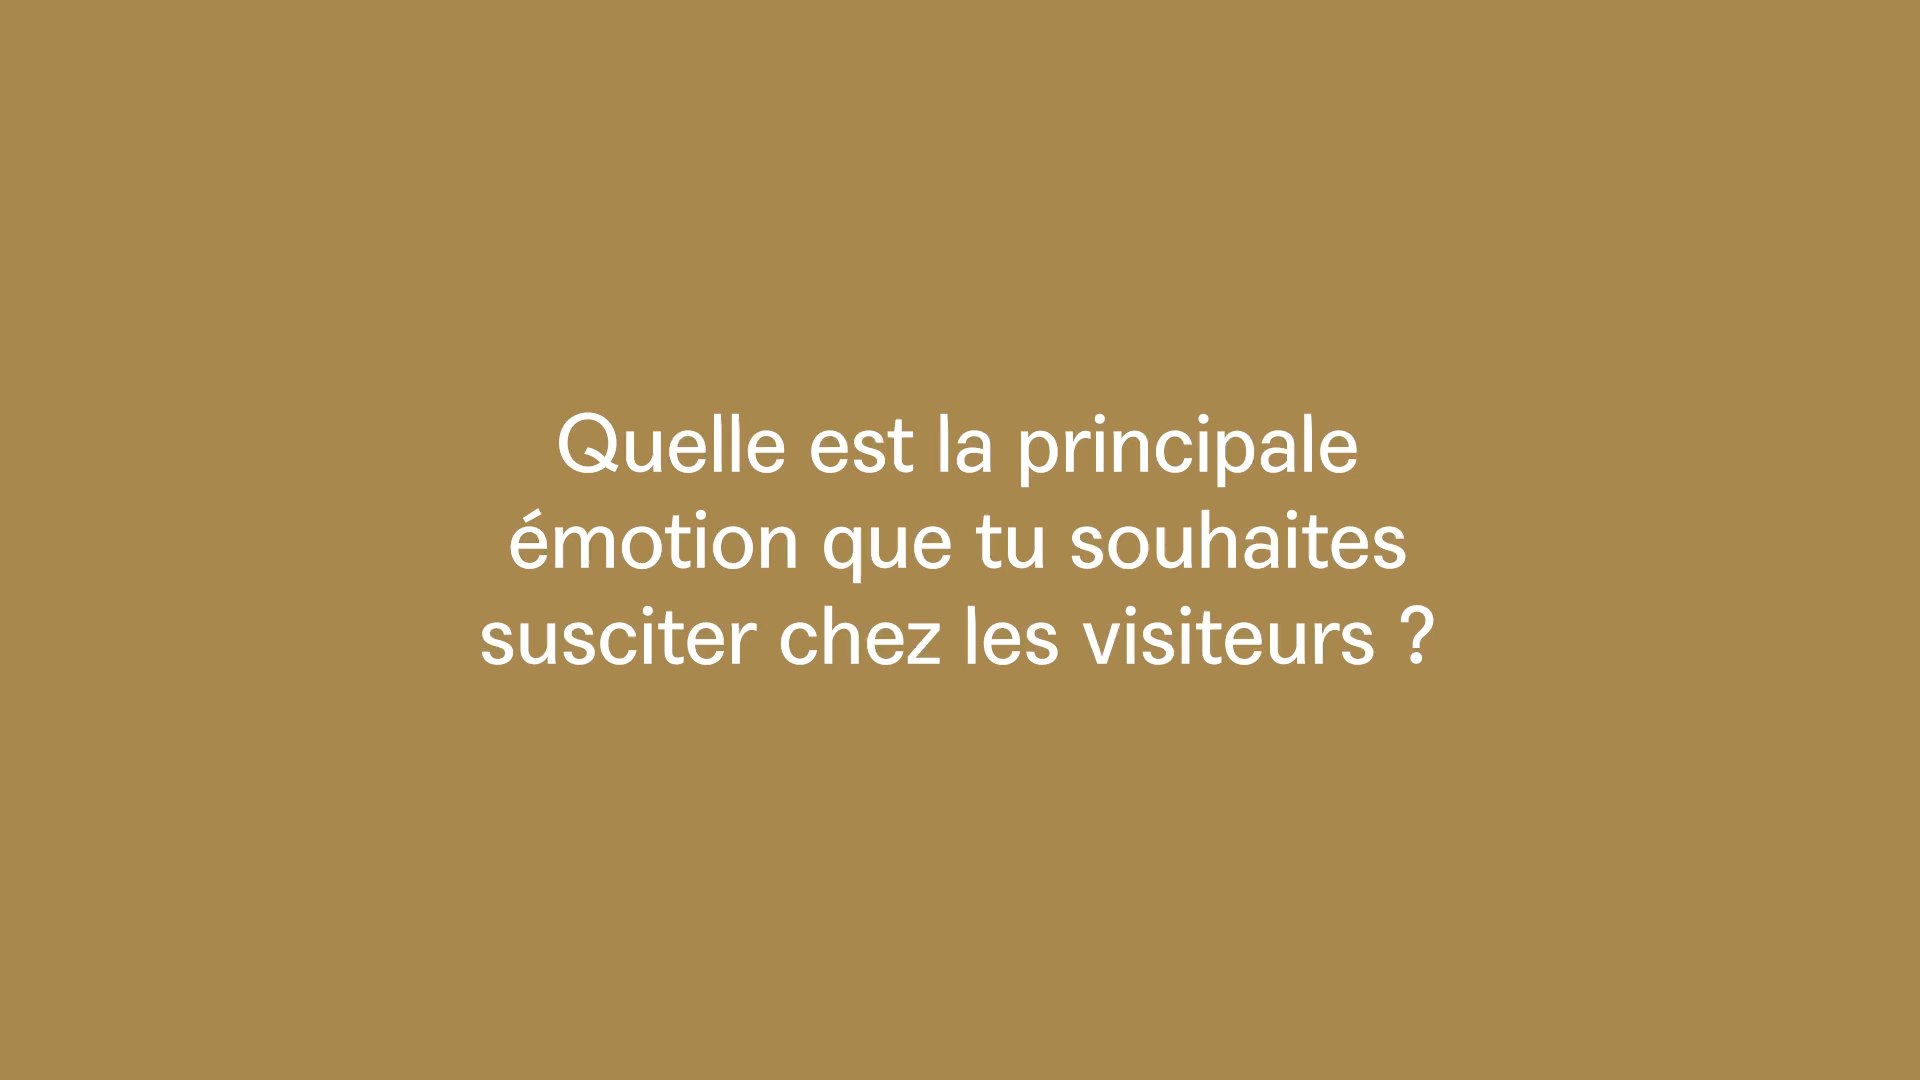 Quelle est la principale
émotion que tu souhaites
susciter chez les visiteurs ?